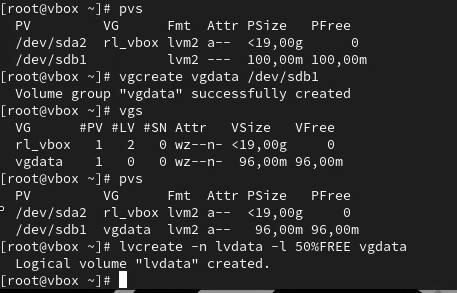 [root@vbox ~]# pvs
  PV         VG      Fmt  Attr PSize   PFree
  /dev/sda2  rl_vbox lvm2 a--  <19,00g      0
  /dev/sdb1          lvm2 ---  100,00m 100,00m
[root@vbox ~]# vgcreate vgdata /dev/sdb1
  Volume group "vgdata" successfully created
[root@vbox ~]# vgs
  VG      #PV #LV #SN Attr   VSize   VFree
  rl_vbox   1   2   0 wz--n- <19,00g     0
  vgdata    1   0   0 wz--n-  96,00m 96,00m
[root@vbox ~]# pvs
  PV         VG      Fmt  Attr PSize   PFree
  /dev/sda2  rl_vbox lvm2 a--  <19,00g     0
  /dev/sdb1  vgdata  lvm2 a--   96,00m 96,00m
[root@vbox ~]# lvcreate -n lvdata -l 50%FREE vgdata
  Logical volume "lvdata" created.
[root@vbox ~]#